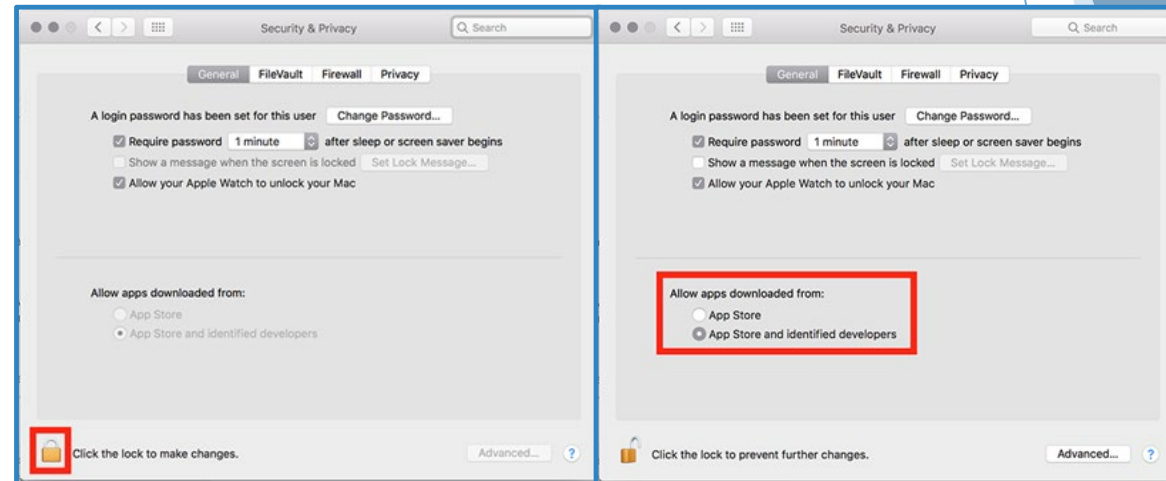 Security & Privacy
Search
General FileVault Firewall Privacy
A login password has been set for this user Change Password...
Require password 1 minute after sleep or screen saver begins
Show a message when the screen is locked Set Lock Message...
Allow your Apple Watch to unlock your Mac
Allow apps downloaded from:
App Store
App Store and identified developers
Click the lock to make changes.
Advanced... ?
Security & Privacy
Search
General FileVault Firewall Privacy
A login password has been set for this user Change Password...
Require password 1 minute after sleep or screen saver begins
Show a message when the screen is locked Set Lock Message...
Allow your Apple Watch to unlock your Mac
Allow apps downloaded from:
App Store
App Store and identified developers
Click the lock to prevent further changes.
Advanced... ?